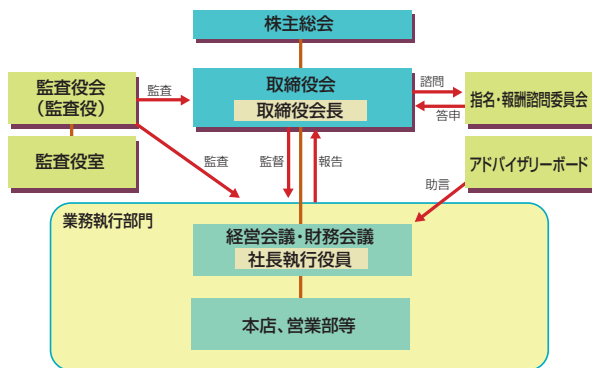 株主総会
監査役会
（監査役）
監査
取締役会
取締役会長
諮問
答申
指名・報酬諮問委員会
監査役室
監査
監督
報告
助言
アドバイザリーボード
業務執行部門
経営会議・財務会議
社長執行役員
本店、営業部等